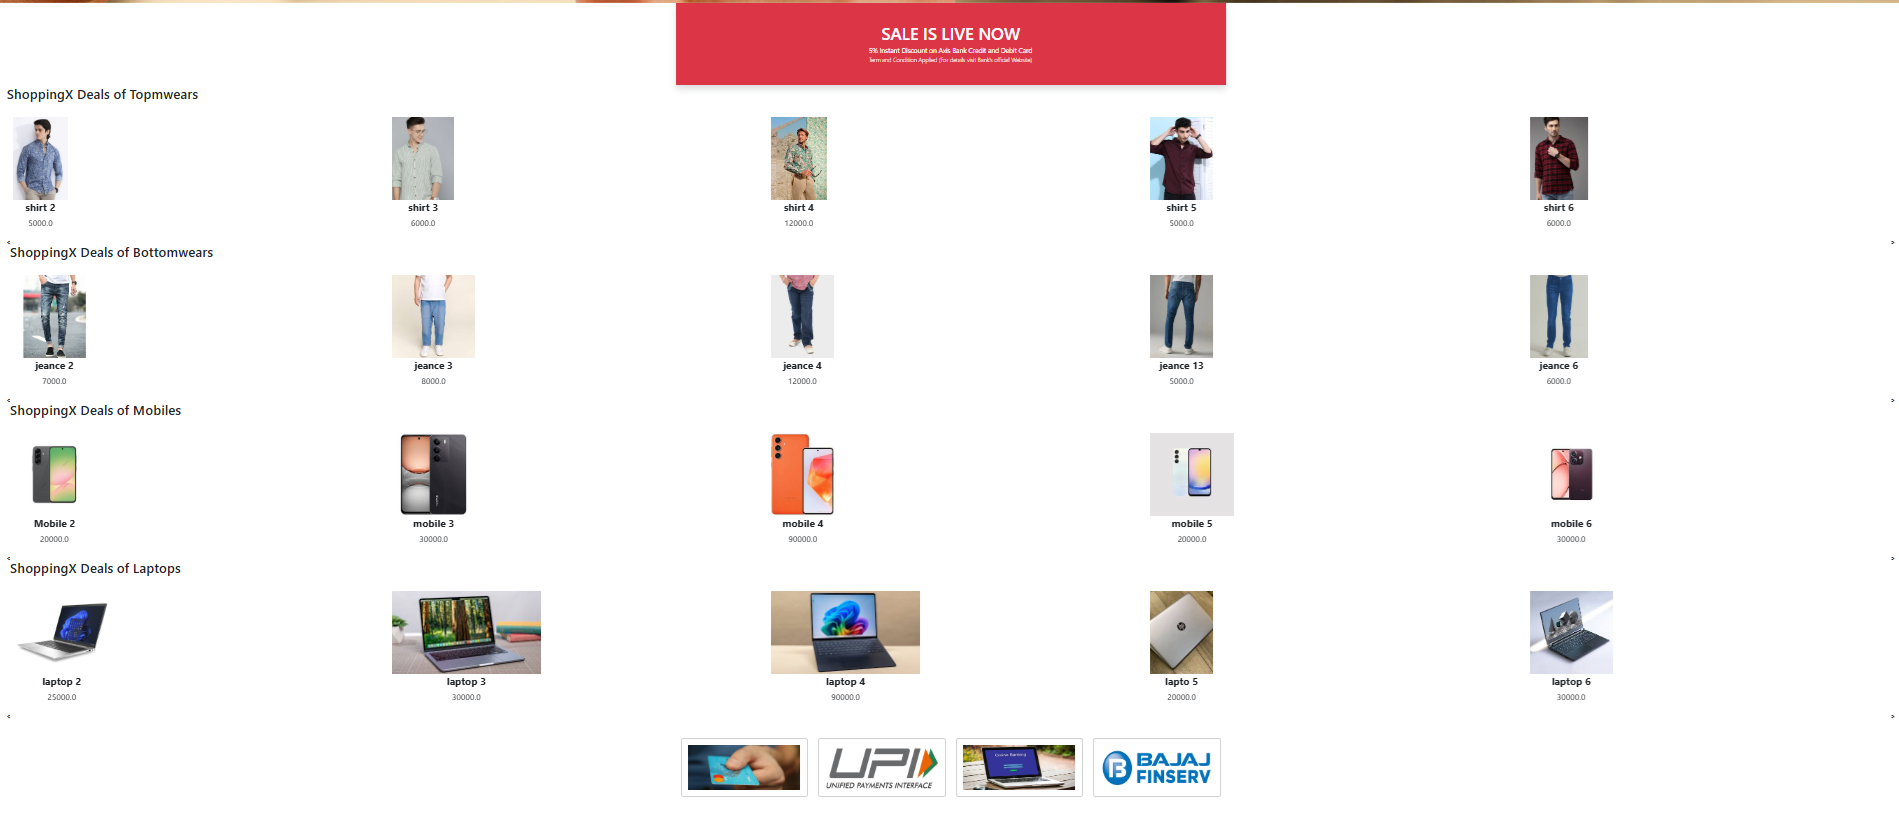 SALE IS LIVE NOW
5% Instant Discount on Axis Bank Credit and Debit Card
Term and Condition Applied (For details visit Bank's official Website)
ShoppingX Deals of Topmwears
shirt 2
shirt 3
shirt 4
shirt 5
shirt 6
5000.0
6000.0
12000.0
5000.0
6000.0
<
>
ShoppingX Deals of Bottomwears
jeance 2
jeance 3
jeance 4
jeance 13
jeance 6
7000.0
8000.0
12000.0
5000.0
6000.0
<
>
ShoppingX Deals of Mobiles
Mobile 2
mobile 3
mobile 4
mobile 5
mobile 6
20000.0
30000.0
90000.0
20000.0
30000.0
<
>
ShoppingX Deals of Laptops
laptop 2
laptop 3
laptop 4
lapto 5
laptop 6
25000.0
30000.0
90000.0
20000.0
30000.0
<
>
UPI
UNIFIED PAYMENTS INTERFACE
BAJAJ
FINSERV